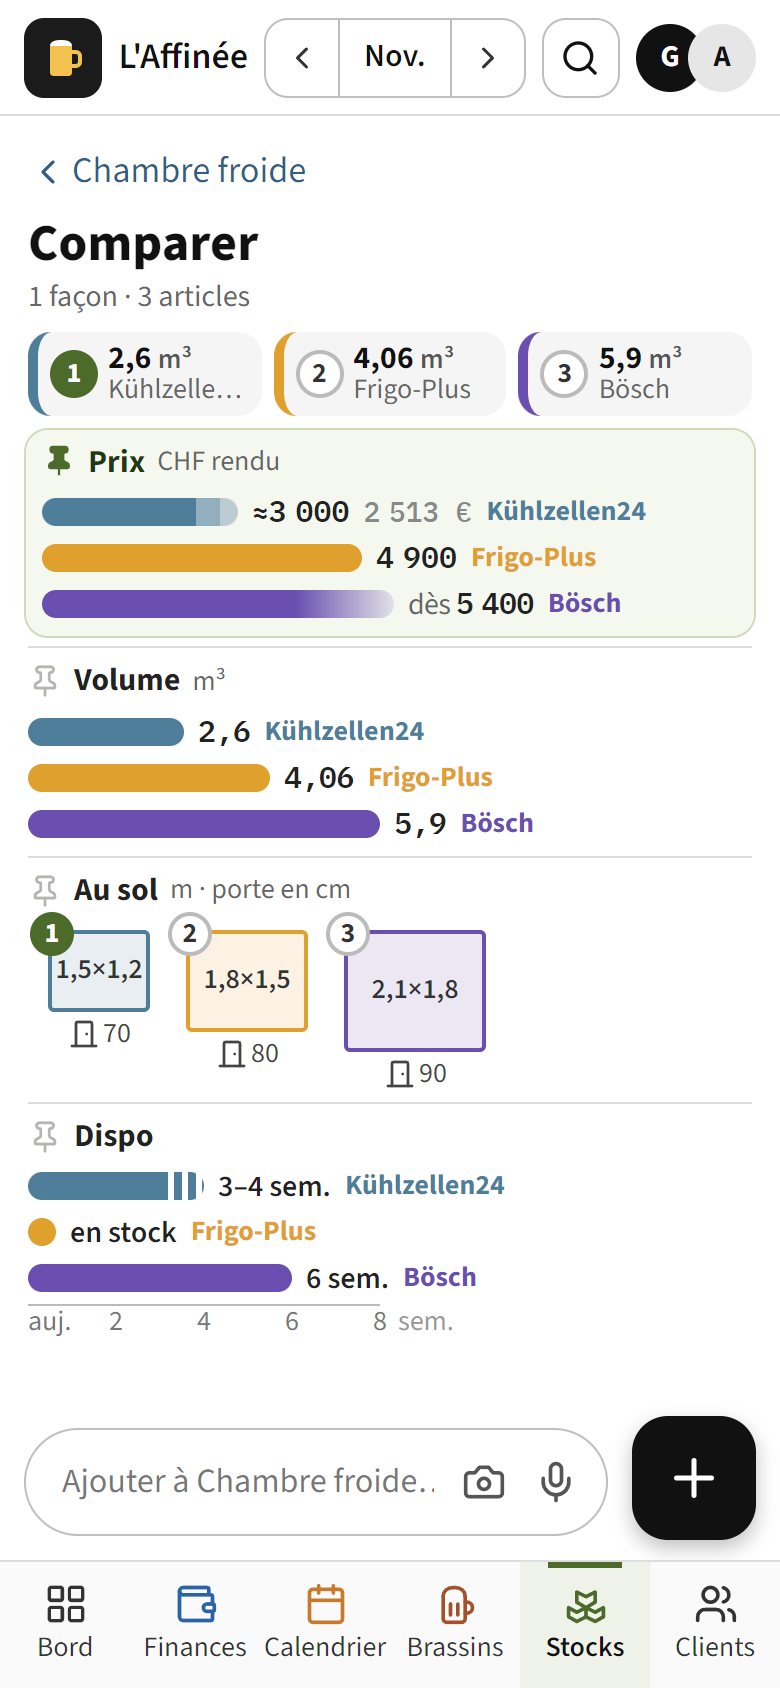 L'Affinée Nov. G A
Chambre froide
Comparer
1 façon · 3 articles
1 2,6 m³ Kühlzelle…
2 4,06 m³ Frigo-Plus
3 5,9 m³ Bösch
Prix CHF rendu
≈3 000 2 513 € Kühlzellen24
4 900 Frigo-Plus
dès 5 400 Bösch
Volume m³
2,6 Kühlzellen24
4,06 Frigo-Plus
5,9 Bösch
Au sol m · porte en cm
1 2 3
1,5×1,2 1,8×1,5 2,1×1,8
70 80 90
Dispo
3–4 sem. Kühlzellen24
en stock Frigo-Plus
6 sem. Bösch
auj. 2 4 6 8 sem.
Ajouter à Chambre froide..
Bord Finances Calendrier Brassins Stocks Clients